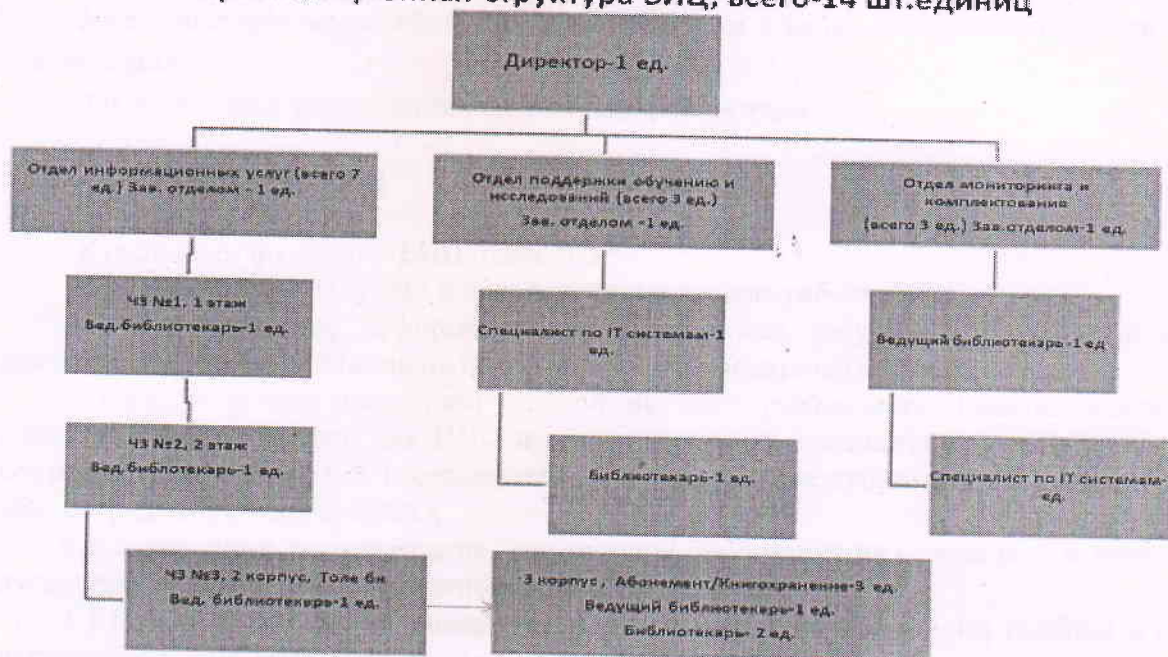 структура БИЦ, всего-14 шт.единиц
Директор-1 ед.
Отдел информационных услуг (всего 7
ед.) Зав. отделом - 1 ед.
Отдел поддержки обучению и
исследований (всего 3 ед.)
Зав. отделом -1 ед.
Отдел мониторинга и
комплектования
(всего 3 ед.) Зав.отделом-1 ед.
ЧЗ №1, 1 этаж
Вед.библиотекарь-1 ед.
Специалист по IT системам-1
ед.
Ведущий библиотекарь -1 ед
ЧЗ №2, 2 этаж
Вед.библотекарь-1 ед.
Библиотекарь-1 ед.
Специалист по IT системам-
ед.
ЧЗ №3, 2 корпус, Толе би
Вед. библиотекарь-1 ед.
3 корпус, Абонемент/Книгохранение-3 ед.
Ведущий библиотекарь-1 ед.
Библиотекарь- 2 ед.